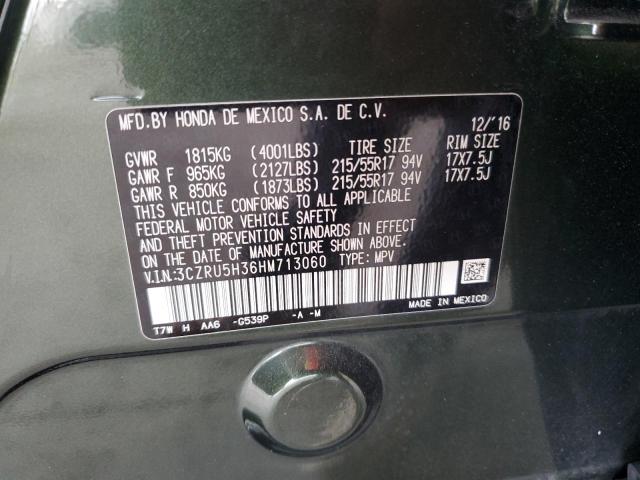 MFD.BY HONDA DE MEXICO S.A. DE C.V.
12/'16
GVWR 1815KG (4001LBS) TIRE SIZE RIM SIZE
GAWR F 965KG (2127LBS) 215/55R17 94V 17X7.5J
GAWR R 850KG (1873LBS) 215/55R17 94V 17X7.5J
THIS VEHICLE CONFORMS TO ALL APPLICABLE
FEDERAL MOTOR VEHICLE SAFETY
AND THEFT PREVENTION STANDARDS IN EFFECT
ON THE DATE OF MANUFACTURE SHOWN ABOVE.
V.I.N.:3CZRU5H36HM713060 TYPE: MPV
MADE IN MEXICO
T7W H AA6 -G539P -A -M